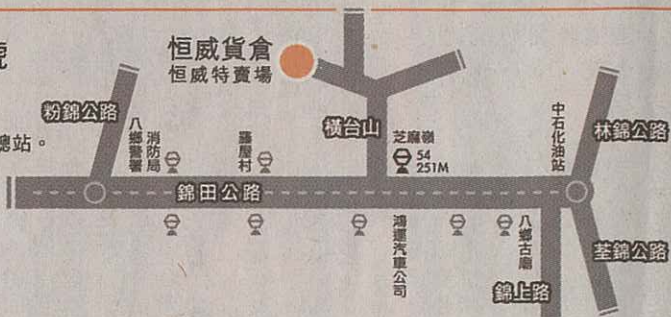 恒威貨倉
恒威特賣場
總站。
粉錦公路
八鄉警署
消防局
羅屋村
橫台山
芝麻嶺
54
251M
中石化油站
林錦公路
錦田公路
鴻運汽車公司
八鄉古廟
錦上路
荃錦公路